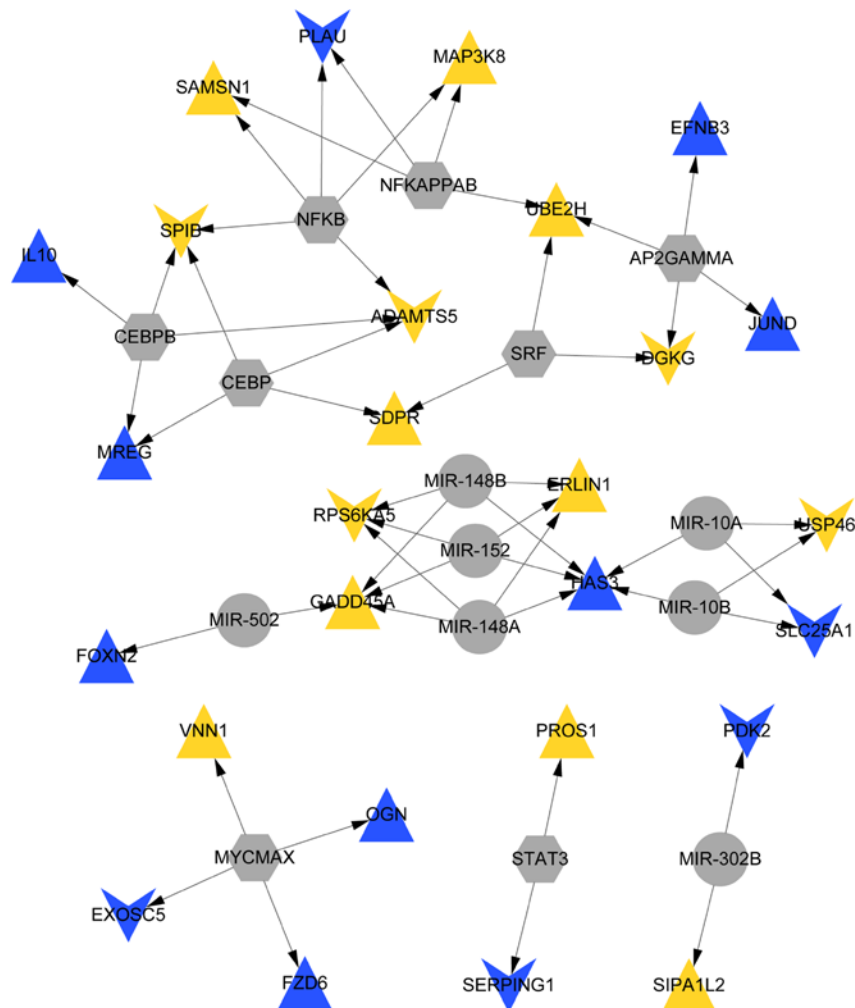 PLAU
MAP3K8
SAMSN1
EFNB3
NFKAPPAB
UBE2H
NFKB
SPIB
IL10
AP2GAMMA
ADAMTS5
JUND
CEBPB
SRF
DGKG
CEBP
SDPR
MREG
MIR-148B
ERLIN1
RPS6KA5
MIR-10A
USP46
MIR-152
HAS3
GADD45A
MIR-10B
MIR-502
MIR-148A
SLC25A1
FOXN2
VNN1
PROS1
PDK2
OGN
MYCMAX
STAT3
MIR-302B
EXOSC5
FZD6
SERPING1
SIPA1L2